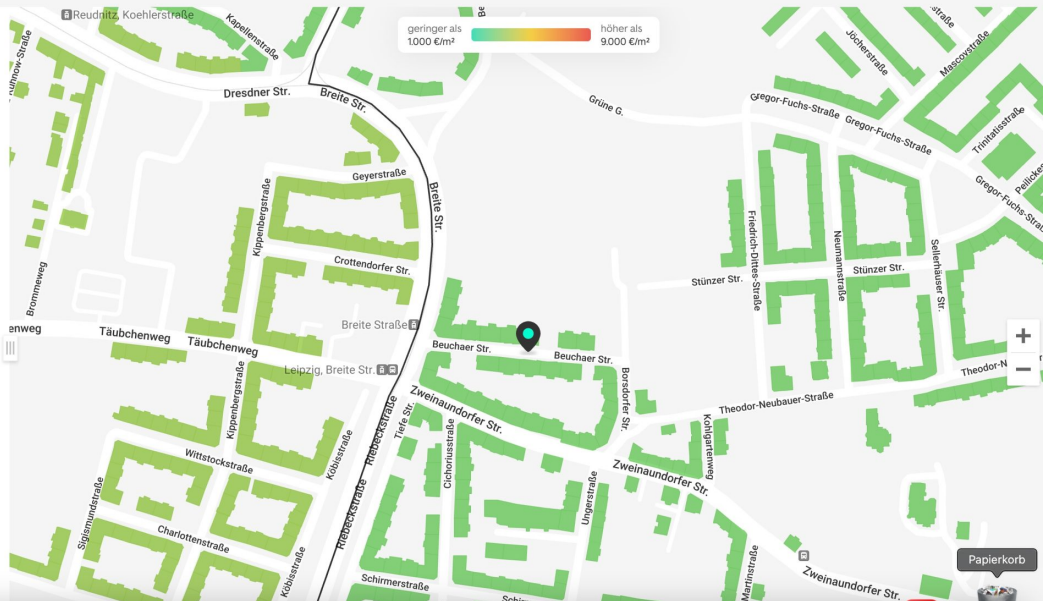 Reudnitz, Koehlerstraße
Kapellenstraße
geringer als
1.000 €/m²
höher als
9.000 €/m²
Jöcherstraße
Mascovstraße
Dresdner Str.
Breite Str.
Grüne G.
Gregor-Fuchs-Straße
Gregor-Fuchs-Straße
Trinitatisstraße
Geyerstraße
Breite Str.
Gregor-Fuchs-Straß
Kippenbergstraße
Friedrich-Dittes-Straße
Neumannstraße
Sellerhäuser Str.
Crottendorfer Str.
Stünzer Str.
Stünzer Str.
Brommeweg
enweg
Täubchenweg
Täubchenweg
Breite Straße
Beuchaer Str.
Beuchaer Str.
Leipzig, Breite Str.
+
−
Theodor-N
Borsdorfer Str.
Theodor-Neubauer-Straße
Kippenbergstraße
Zweinaundorfer Str.
Tiefe Str.
Riebeckstraße
Cichoriusstraße
Kohlgartenweg
Köbisstraße
Wittstockstraße
Zweinaundorfer Str.
Ungerstraße
Sigismundstraße
Riebeckstraße
Charlottenstraße
Köbisstraße
Martinstraße
Papierkorb
Schirmerstraße
Zweinaundorfer Str.